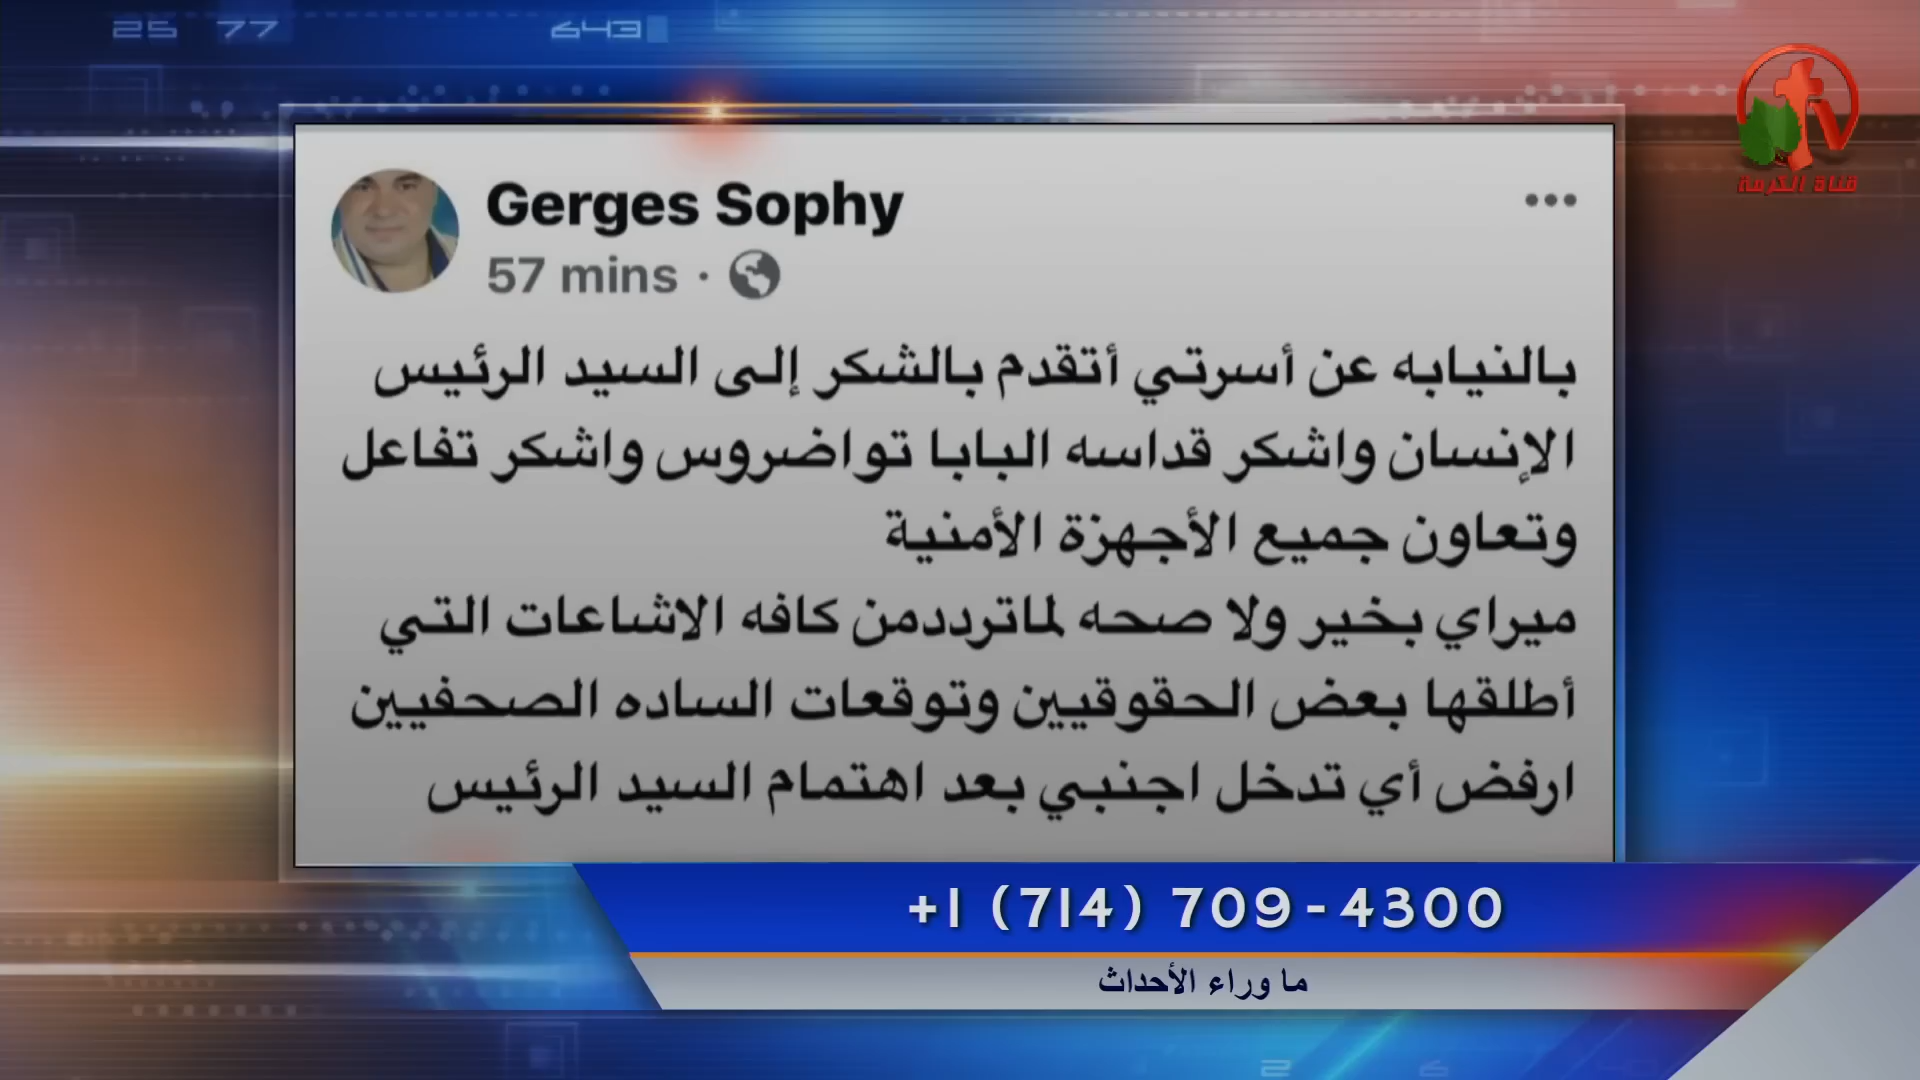 25 77 643
قناة الكرمة
Gerges Sophy
57 mins ·
بالنيابه عن أسرتي أتقدم بالشكر إلى السيد الرئيس
الإنسان واشكر قداسه البابا تواضروس واشكر تفاعل
وتعاون جميع الأجهزة الأمنية
ميراي بخير ولا صحه لماترددمن كافه الاشاعات التي
أطلقها بعض الحقوقيين وتوقعات الساده الصحفيين
ارفض أي تدخل اجنبي بعد اهتمام السيد الرئيس
+1 (714) 709-4300
ما وراء الأحداث